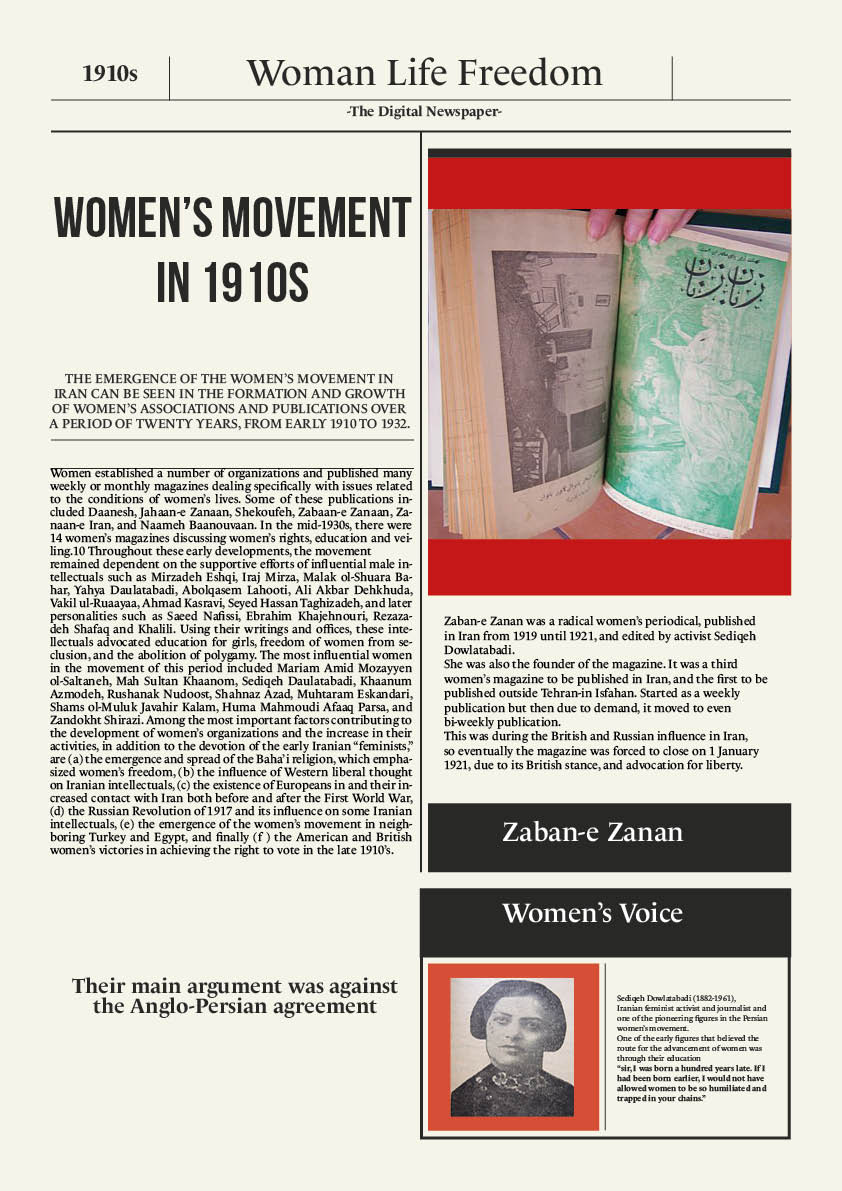 1910s
Woman Life Freedom
-The Digital Newspaper-
WOMEN’S MOVEMENT
IN 1910S
THE EMERGENCE OF THE WOMEN’S MOVEMENT IN
IRAN CAN BE SEEN IN THE FORMATION AND GROWTH
OF WOMEN’S ASSOCIATIONS AND PUBLICATIONS OVER
A PERIOD OF TWENTY YEARS, FROM EARLY 1910 TO 1932.
Women established a number of organizations and published many
weekly or monthly magazines dealing specifically with issues related
to the conditions of women’s lives. Some of these publications in-
cluded Daanesh, Jahaan-e Zanaan, Shekoufeh, Zabaan-e Zanaan, Za-
naan-e Iran, and Naameh Baanouvaan. In the mid-1930s, there were
14 women’s magazines discussing women’s rights, education and vei-
ling.10 Throughout these early developments, the movement
remained dependent on the supportive efforts of influential male in-
tellectuals such as Mirzadeh Eshqi, Iraj Mirza, Malak ol-Shuara Ba-
har, Yahya Daulatabadi, Abolqasem Lahooti, Ali Akbar Dehkhuda,
Vakil ul-Ruaayaa, Ahmad Kasravi, Seyed Hassan Taghizadeh, and later
personalities such as Saeed Nafissi, Ebrahim Khajehnouri, Rezaza-
deh Shafaq and Khalili. Using their writings and offices, these inte-
llectuals advocated education for girls, freedom of women from se-
clusion, and the abolition of polygamy. The most influential women
in the movement of this period included Mariam Amid Mozayyen
ol-Saltaneh, Mah Sultan Khaanom, Sediqeh Daulatabadi, Khaanum
Azmodeh, Rushanak Nudoost, Shahnaz Azad, Muhtaram Eskandari,
Shams ol-Muluk Javahir Kalam, Huma Mahmoudi Afaaq Parsa, and
Zandokht Shirazi. Among the most important factors contributing to
the development of women’s organizations and the increase in their
activities, in addition to the devotion of the early Iranian “feminists,”
are (a) the emergence and spread of the Baha’i religion, which empha-
sized women’s freedom, (b) the influence of Western liberal thought
on Iranian intellectuals, (c) the existence of Europeans in and their in-
creased contact with Iran both before and after the First World War,
(d) the Russian Revolution of 1917 and its influence on some Iranian
intellectuals, (e) the emergence of the women’s movement in neigh-
boring Turkey and Egypt, and finally (f ) the American and British
women’s victories in achieving the right to vote in the late 1910’s.
Their main argument was against
the Anglo-Persian agreement
زبان زنان
Zaban-e Zanan was a radical women’s periodical, published
in Iran from 1919 until 1921, and edited by activist Sediqeh
Dowlatabadi.
She was also the founder of the magazine. It was a third
women’s magazine to be published in Iran, and the first to be
published outside Tehran-in Isfahan. Started as a weekly
publication but then due to demand, it moved to even
bi-weekly publication.
This was during the British and Russian influence in Iran,
so eventually the magazine was forced to close on 1 January
1921, due to its British stance, and advocation for liberty.
Zaban-e Zanan
Women’s Voice
Sediqeh Dowlatabadi (1882-1961),
Iranian feminist activist and journalist and
one of the pioneering figures in the Persian
women’s movement.
One of the early figures that believed the
route for the advancement of women was
through their education
“sir, I was born a hundred years late. If I
had been born earlier, I would not have
allowed women to be so humiliated and
trapped in your chains.”